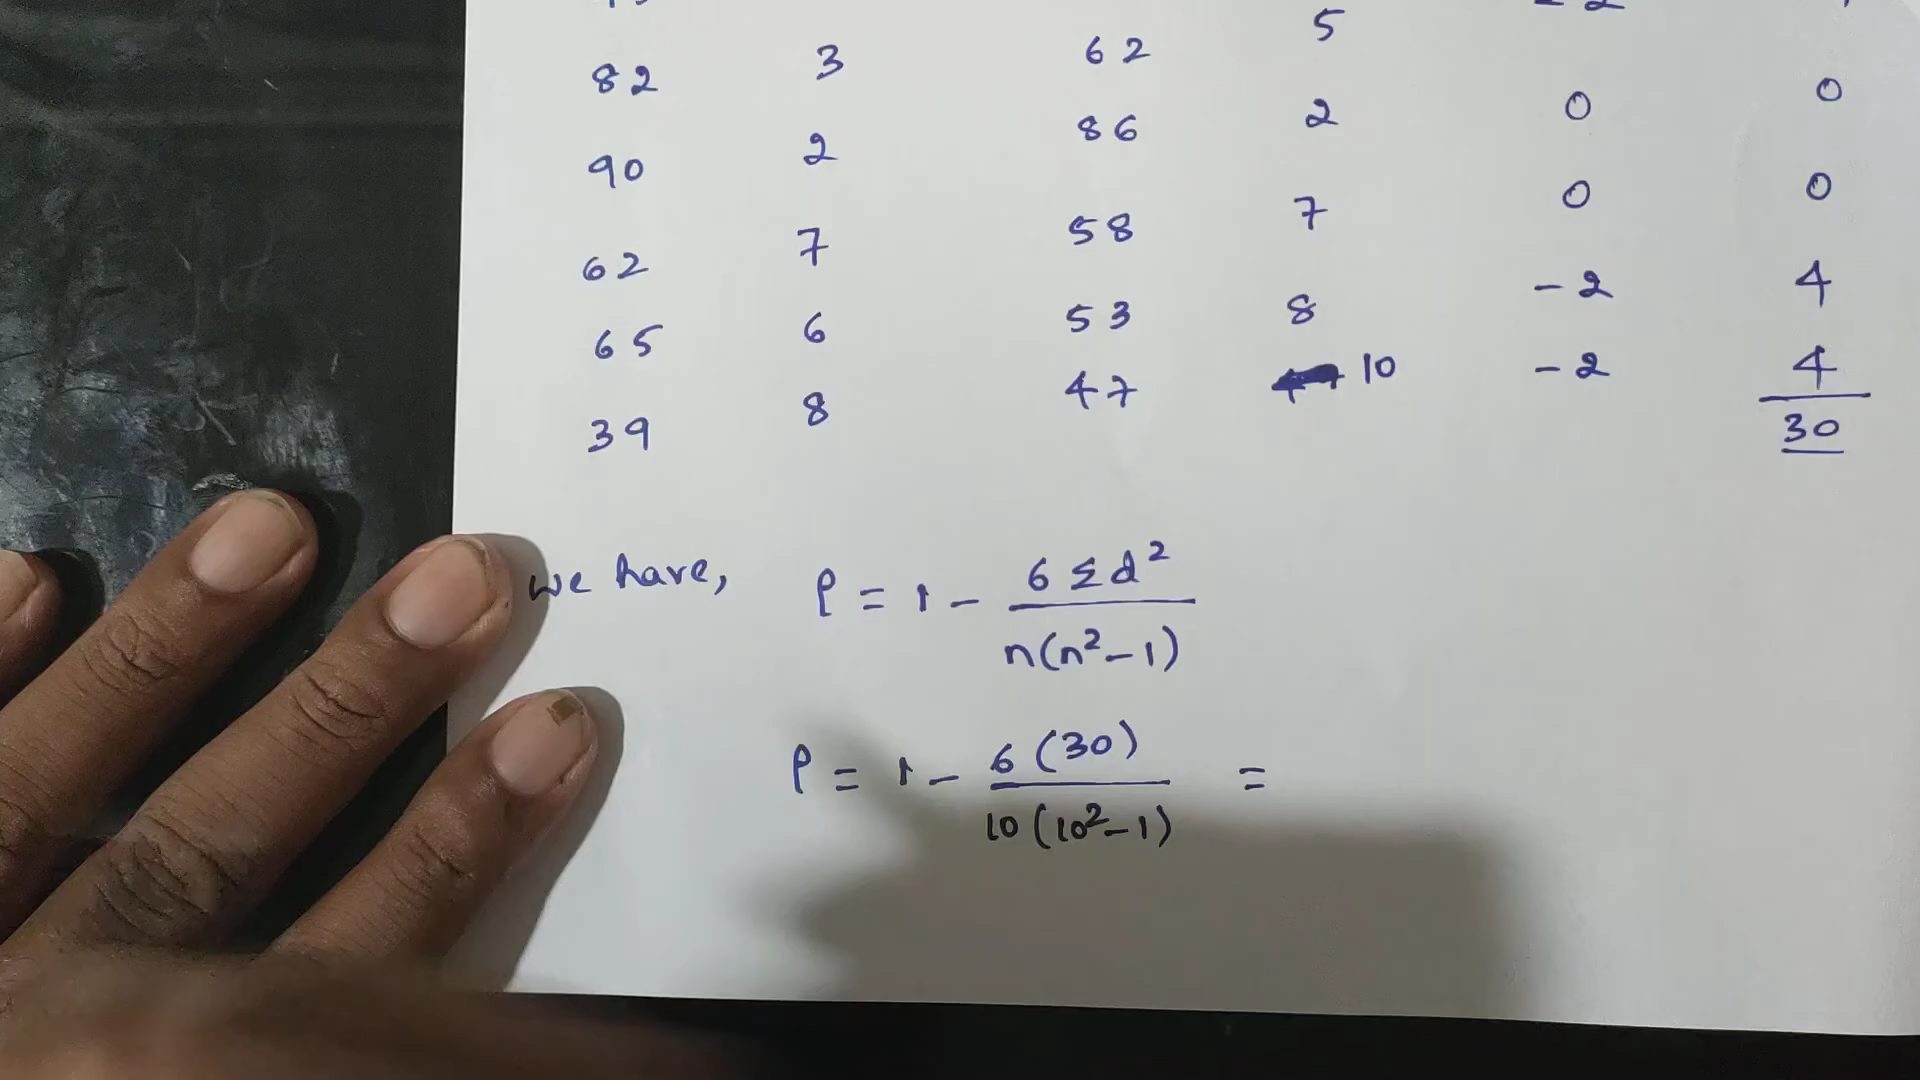 82 3 62 5
90 2 86 2 0 0
62 7 58 7 0 0
65 6 53 8 -2 4
39 8 47 10 -2 4
30
we have, ρ = 1 - 6 Σd² / n(n²-1)
ρ = 1 - 6(30) / 10(10²-1) =